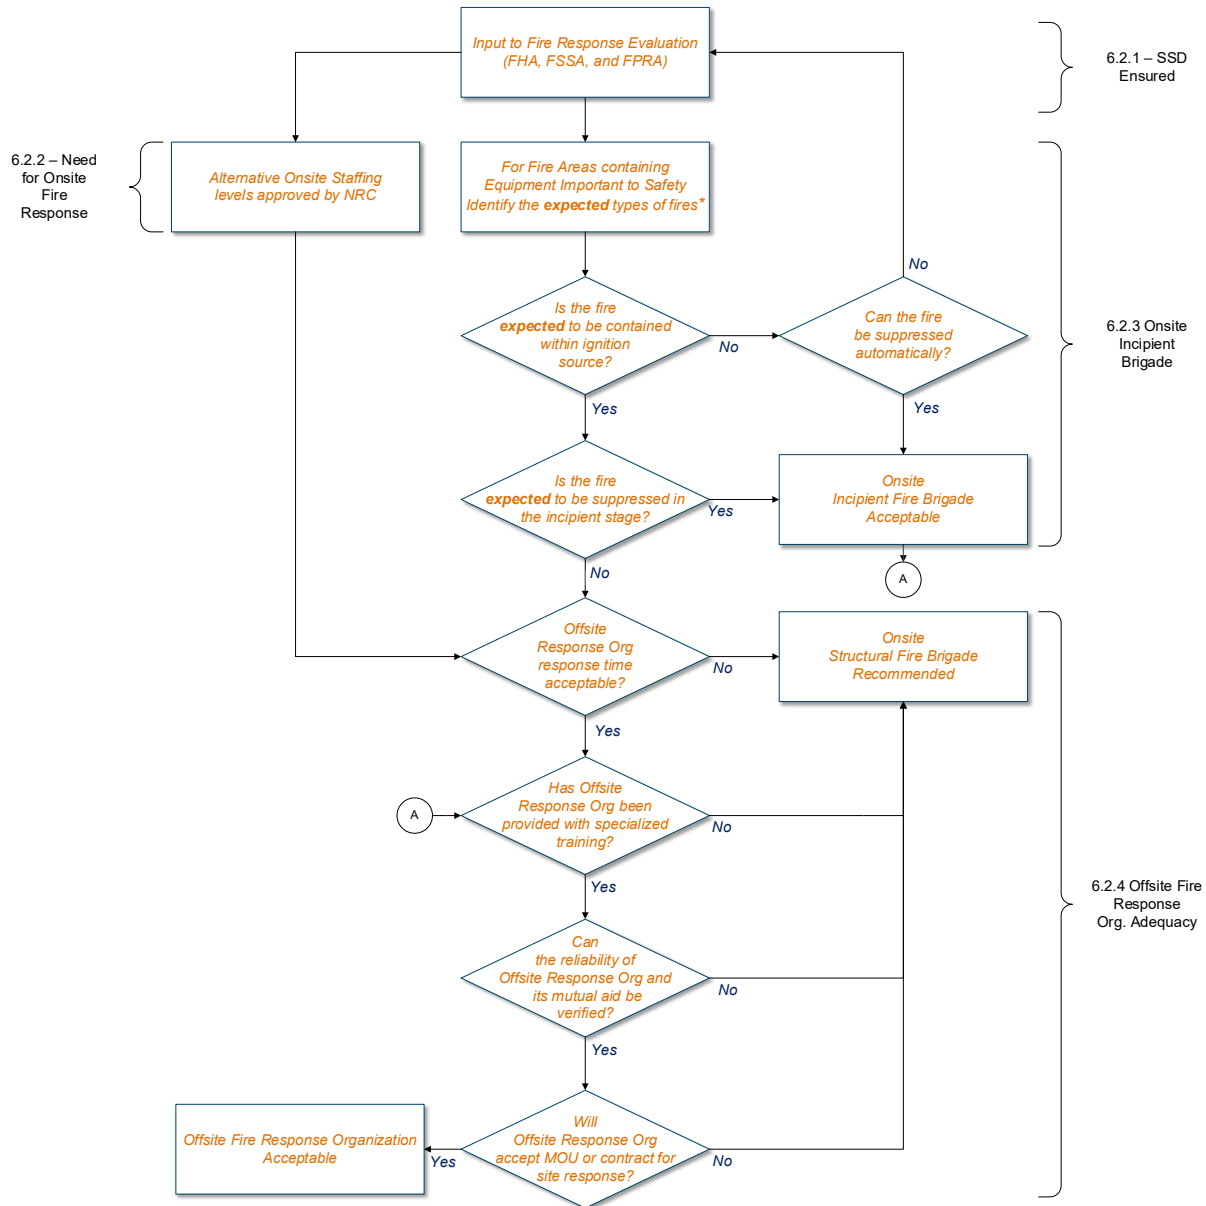 Input to Fire Response Evaluation
(FHA, FSSA, and FPRA)
6.2.1 – SSD
Ensured
6.2.2 – Need
for Onsite
Fire
Response
Alternative Onsite Staffing
levels approved by NRC
For Fire Areas containing
Equipment Important to Safety
Identify the expected types of fires*
No
Is the fire
expected to be contained
within ignition
source?
No
Can the fire
be suppressed
automatically?
6.2.3 Onsite
Incipient
Brigade
Yes
Yes
Is the fire
expected to be suppressed in
the incipient stage?
Yes
Onsite
Incipient Fire Brigade
Acceptable
No
A
Offsite
Response Org
response time
acceptable?
No
Onsite
Structural Fire Brigade
Recommended
Yes
A
Has Offsite
Response Org been
provided with specialized
training?
No
Yes
6.2.4 Offsite Fire
Response
Org. Adequacy
Can
the reliability of
Offsite Response Org and
its mutual aid be
verified?
No
Yes
Offsite Fire Response Organization
Acceptable
Yes
Will
Offsite Response Org
accept MOU or contract for
site response?
No